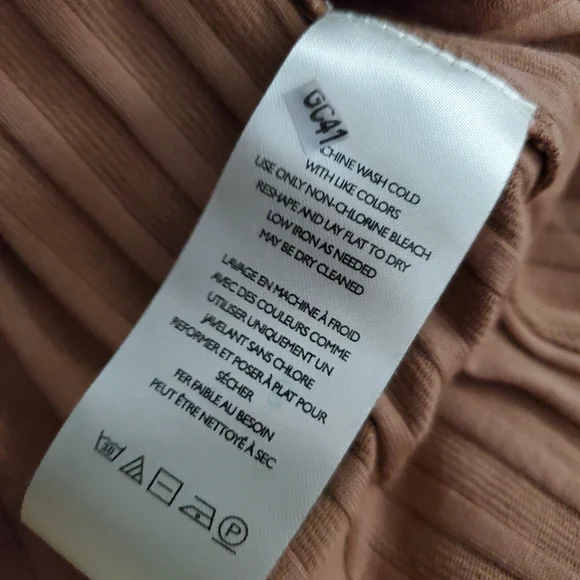 GC41
CHINE WASH COLD
WITH LIKE COLORS
USE ONLY NON-CHLORINE BLEACH
RESHAPE AND LAY FLAT TO DRY
LOW IRON AS NEEDED
MAY BE DRY CLEANED
LAVAGE EN MACHINE À FROID
AVEC DES COULEURS COMME
UTILISER UNIQUEMENT UN
JAVELANT SANS CHLORE
REFORMER ET POSER À PLAT POUR
SÉCHER
FER FAIBLE AU BESOIN
PEUT ÊTRE NETTOYÉ À SEC
30
P